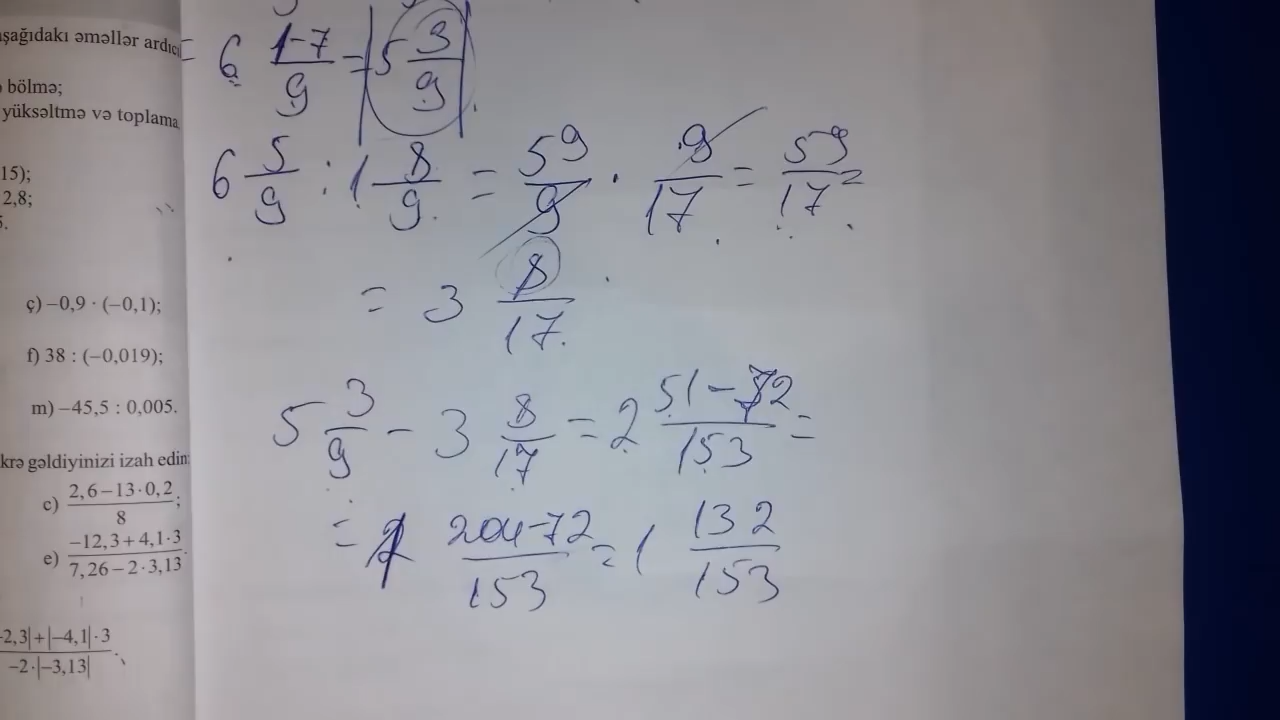 şağıdakı əməllər ardıcı
bölmə;
yüksəltmə və toplama
15);
2,8;
ç) –0,9 · (–0,1);
f) 38 : (–0,019);
m) –45,5 : 0,005.
krə gəldiyinizi izah edin
c) (2,6–13·0,2)/8;
e) (–12,3+4,1·3)/(7,26–2·3,13).
–2,3|+|–4,1|·3
–2·|–3,13|
= 6 (1-7)/9 = 5 3/9
6 5/9 : 1 8/9 = 59/9 · 9/17 = 59/17 =
= 3 8/17
5 3/9 - 3 8/17 = 2 (51-72)/153 =
= 1 (204-72)/153 = 1 132/153